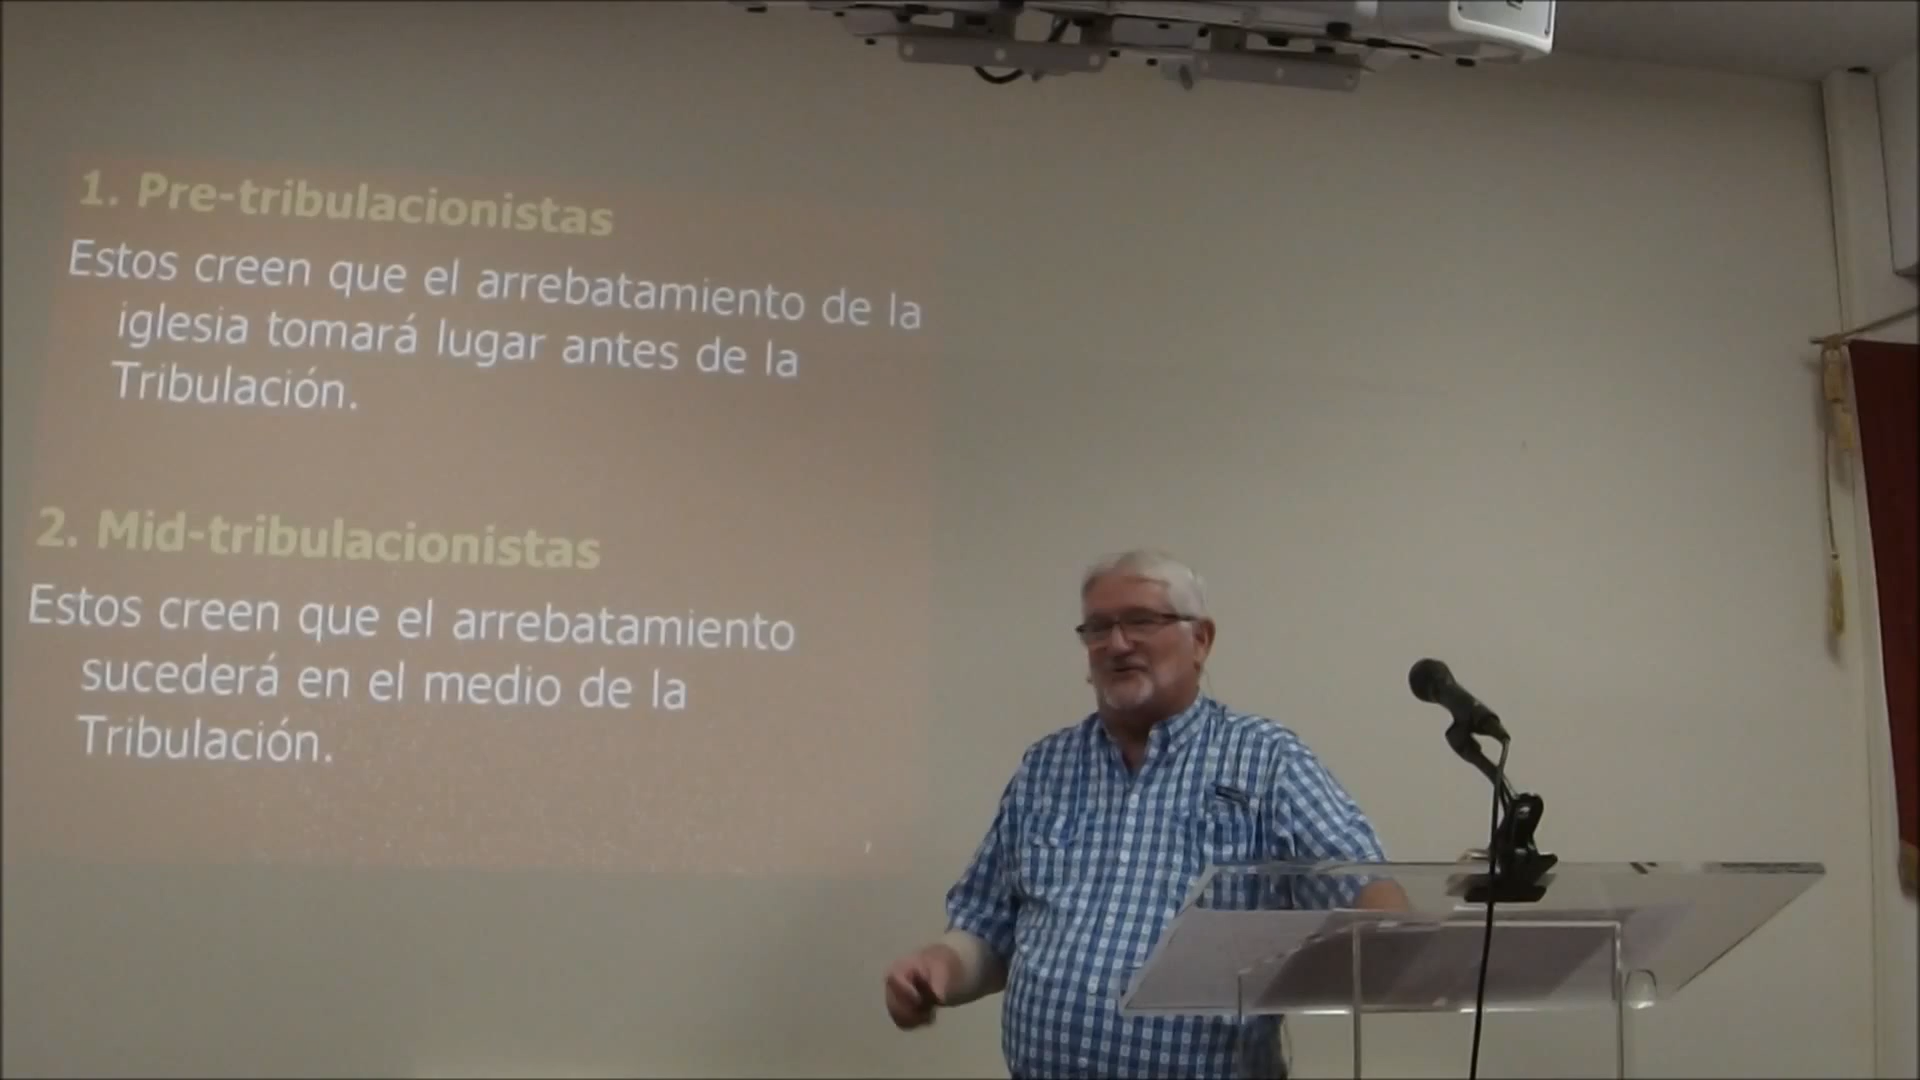 1. Pre-tribulacionistas
Estos creen que el arrebatamiento de la
iglesia tomará lugar antes de la
Tribulación.
2. Mid-tribulacionistas
Estos creen que el arrebatamiento
sucederá en el medio de la
Tribulación.